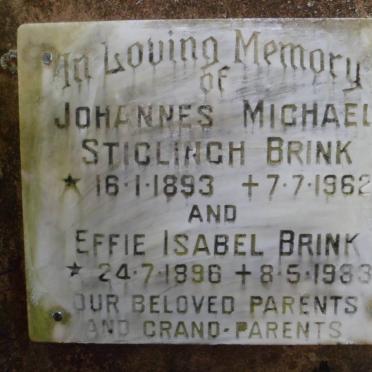 In Loving Memory
of
JOHANNES MICHAEL
STIGLINGH BRINK
★ 16·1·1893 +7·7·1962
AND
EFFIE ISABEL BRINK
★ 24·7·1896 +8·5·1983
OUR BELOVED PARENTS
AND GRAND-PARENTS